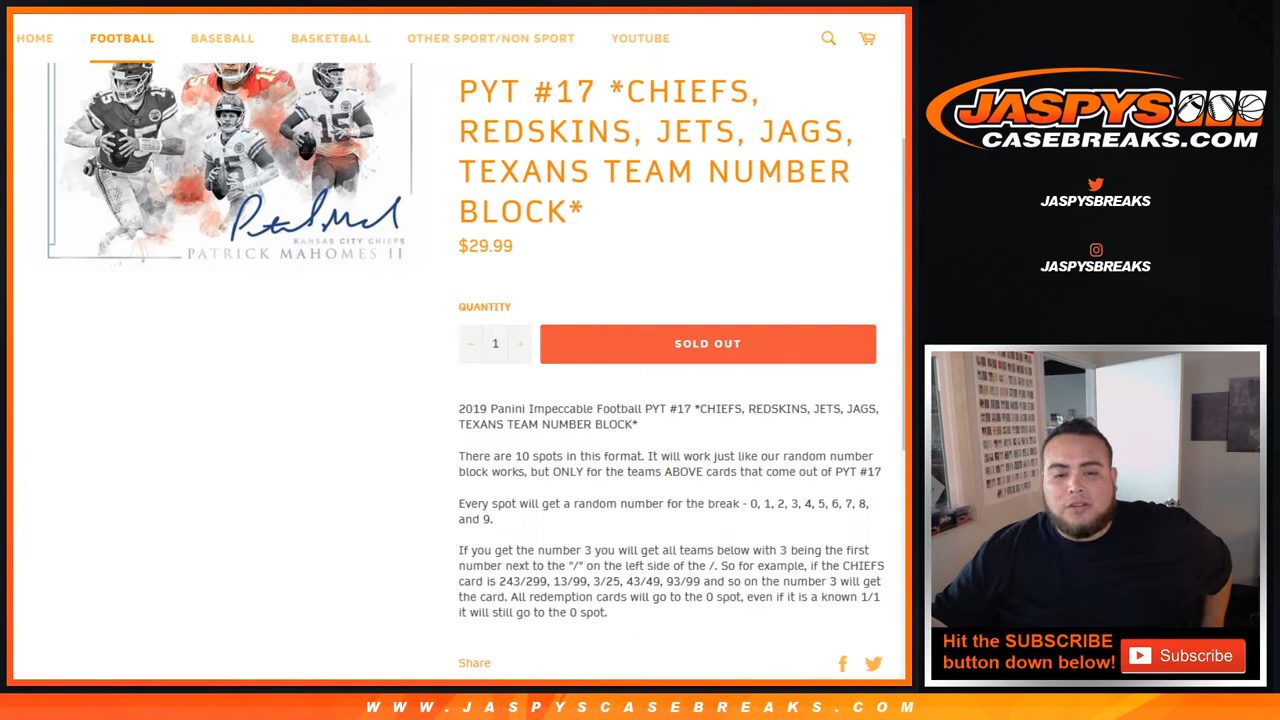 HOME FOOTBALL BASEBALL BASKETBALL OTHER SPORT/NON SPORT YOUTUBE
PYT #17 *CHIEFS,
REDSKINS, JETS, JAGS,
TEXANS TEAM NUMBER
BLOCK*
$29.99
KANSAS CITY CHIEFS
PATRICK MAHOMES II
QUANTITY
− 1 +
SOLD OUT
2019 Panini Impeccable Football PYT #17 *CHIEFS, REDSKINS, JETS, JAGS,
TEXANS TEAM NUMBER BLOCK*
There are 10 spots in this format. It will work just like our random number
block works, but ONLY for the teams ABOVE cards that come out of PYT #17
Every spot will get a random number for the break - 0, 1, 2, 3, 4, 5, 6, 7, 8,
and 9.
If you get the number 3 you will get all teams below with 3 being the first
number next to the "/" on the left side of the /. So for example, if the CHIEFS
card is 243/299, 13/99, 3/25, 43/49, 93/99 and so on the number 3 will get
the card. All redemption cards will go to the 0 spot, even if it is a known 1/1
it will still go to the 0 spot.
Share
JASPYS
CASEBREAKS.COM
JASPYSBREAKS
JASPYSBREAKS
Hit the SUBSCRIBE
button down below!
Subscribe
WWW.JASPYSCASEBREAKS.COM